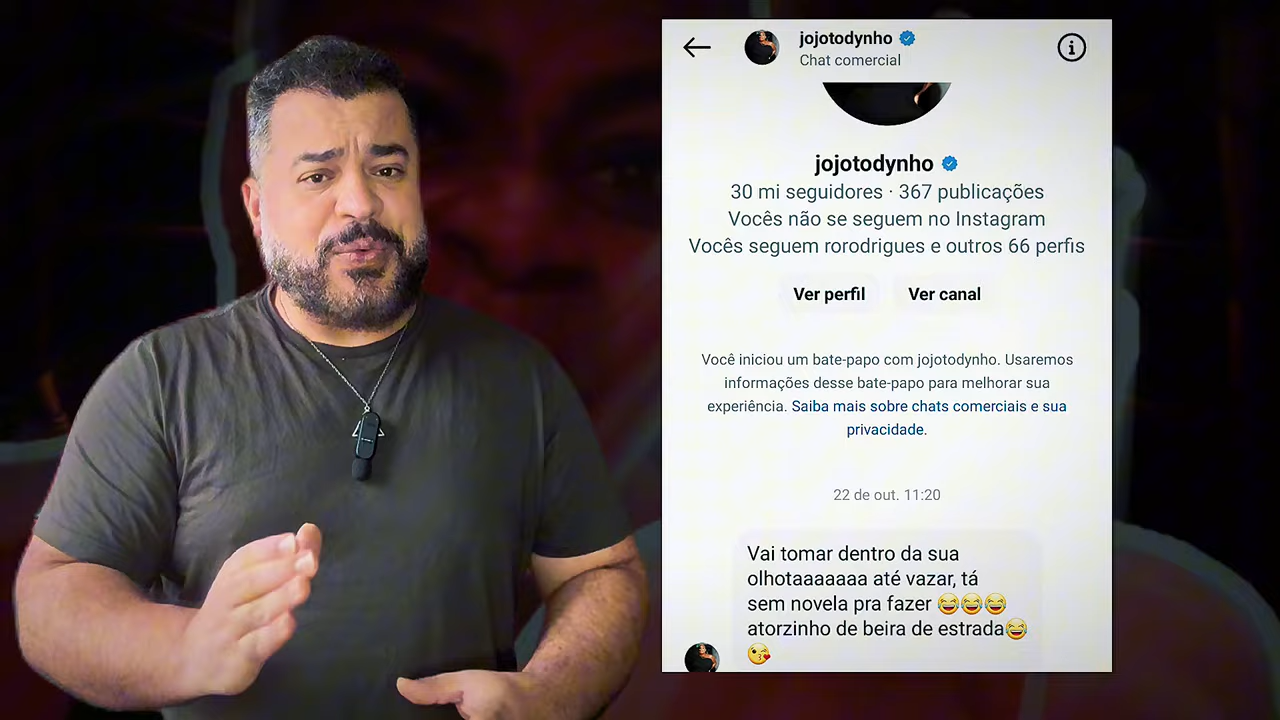 jojotodynho
Chat comercial
jojotodynho
30 mi seguidores · 367 publicações
Vocês não se seguem no Instagram
Vocês seguem rorodrigues e outros 66 perfis
Ver perfil Ver canal
Você iniciou um bate-papo com jojotodynho. Usaremos
informações desse bate-papo para melhorar sua
experiência. Saiba mais sobre chats comerciais e sua
privacidade.
22 de out. 11:20
Vai tomar dentro da sua
olhotaaaaaaa até vazar, tá
sem novela pra fazer 😂😂😂
atorzinho de beira de estrada😂
😘